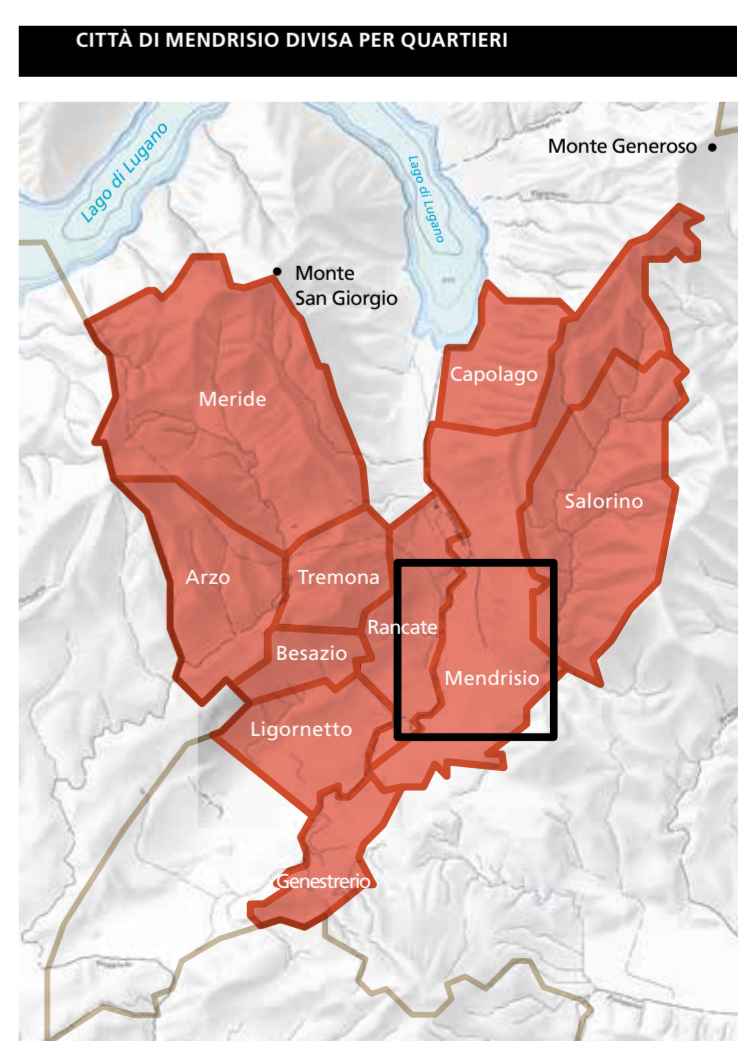 CITTÀ DI MENDRISIO DIVISA PER QUARTIERI
Lago di Lugano
Lago di Lugano
Monte Generoso
Monte
San Giorgio
Capolago
Meride
Salorino
Arzo
Tremona
Rancate
Besazio
Mendrisio
Ligornetto
Genestrerio